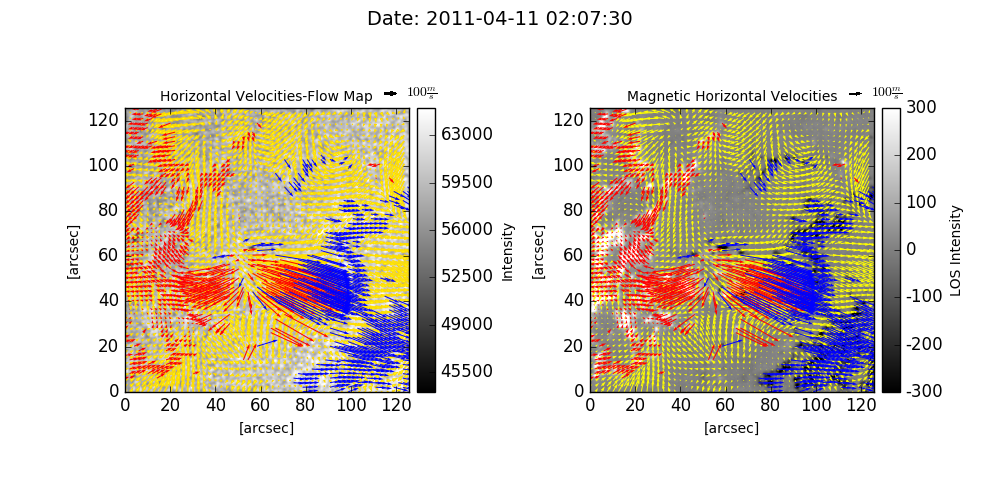 Date: 2011-04-11 02:07:30
Horizontal Velocities-Flow Map
100 m/s
120
100
80
60
40
20
0
[arcsec]
0 20 40 60 80 100 120
[arcsec]
63000
59500
56000
52500
49000
45500
Intensity
Magnetic Horizontal Velocities
100 m/s
120
100
80
60
40
20
0
[arcsec]
0 20 40 60 80 100 120
[arcsec]
300
200
100
0
-100
-200
-300
LOS Intensity